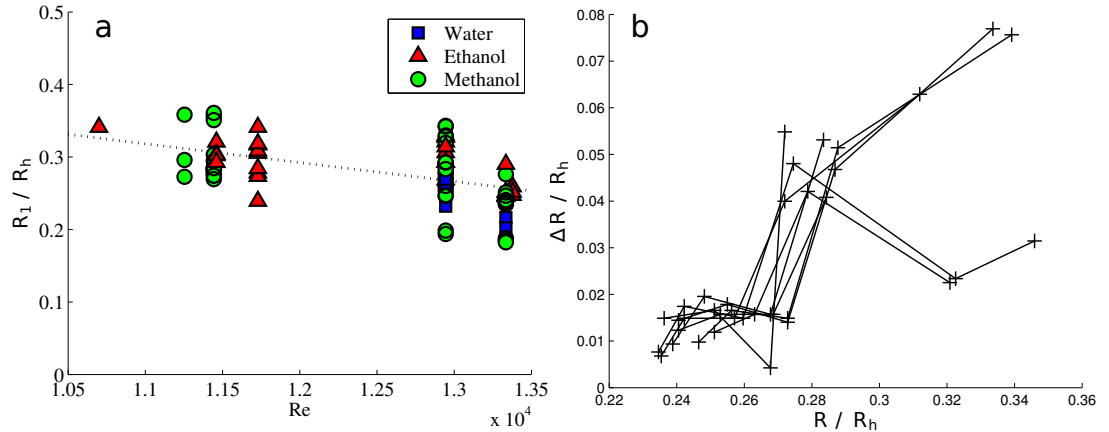 a
Water
Ethanol
Methanol
0.5
0.4
0.3
0.2
0.1
0
R1 / Rh
1.05 1.1 1.15 1.2 1.25 1.3 1.35
Re
x 10^4
b
0.08
0.07
0.06
0.05
0.04
0.03
0.02
0.01
0
Δ R / Rh
0.22 0.24 0.26 0.28 0.3 0.32 0.34 0.36
R / Rh